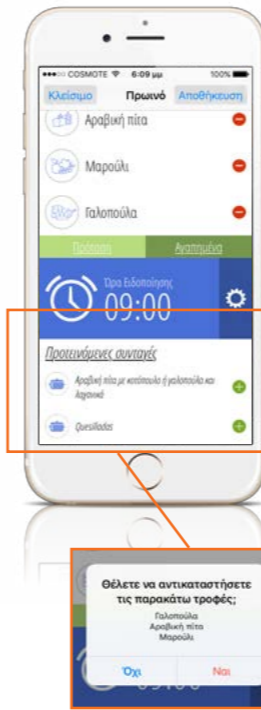 COSMOTE 6:09 μμ 100%
Κλείσιμο Πρωινό Αποθήκευση
Αραβική πίτα
Μαρούλι
Γαλοπούλα
Πρόταση Αγαπημένα
Ώρα Ειδοποίησης
09:00
Προτεινόμενες συνταγές
Αραβική πίτα με κοτόπουλο ή γαλοπούλα και
λαχανικά
Quesilladas
Θέλετε να αντικαταστήσετε
τις παρακάτω τροφές;
Γαλοπούλα
Αραβική πίτα
Μαρούλι
Όχι Ναι